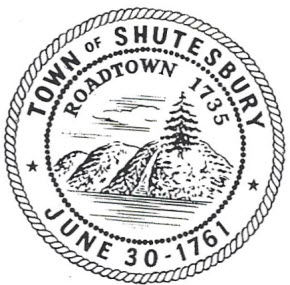 TOWN OF SHUTESBURY
ROADTOWN 1735
JUNE 30-1761